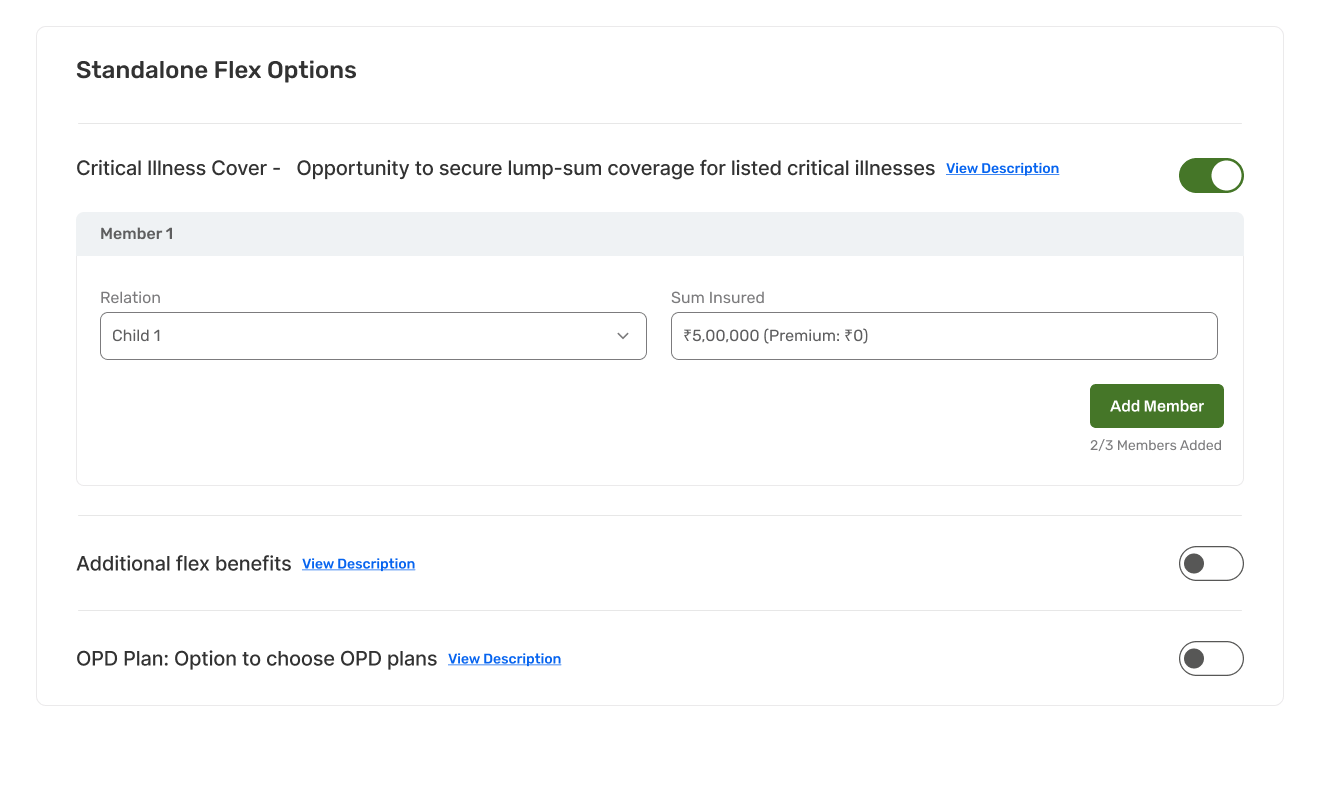 Standalone Flex Options
Critical Illness Cover - Opportunity to secure lump-sum coverage for listed critical illnesses View Description
Member 1
Relation Sum Insured
Child 1 ₹5,00,000 (Premium: ₹0)
Add Member
2/3 Members Added
Additional flex benefits View Description
OPD Plan: Option to choose OPD plans View Description